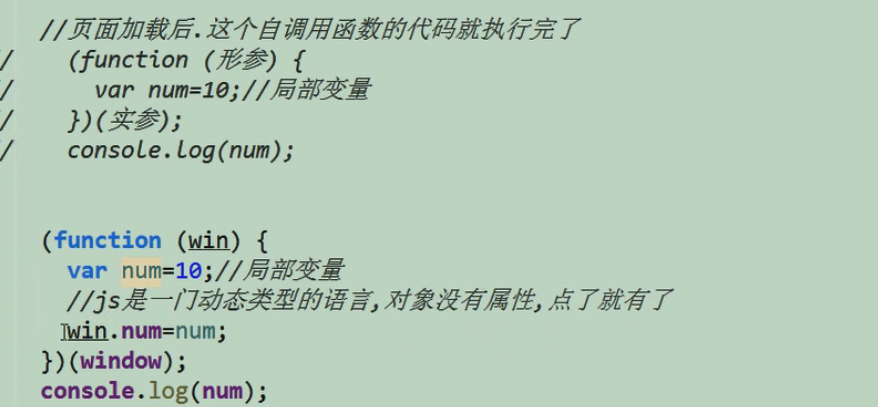 //页面加载后.这个自调用函数的代码就执行完了
// (function (形参) {
// var num=10;//局部变量
// })(实参);
// console.log(num);
(function (win) {
var num=10;//局部变量
//js是一门动态类型的语言,对象没有属性,点了就有了
win.num=num;
})(window);
console.log(num);